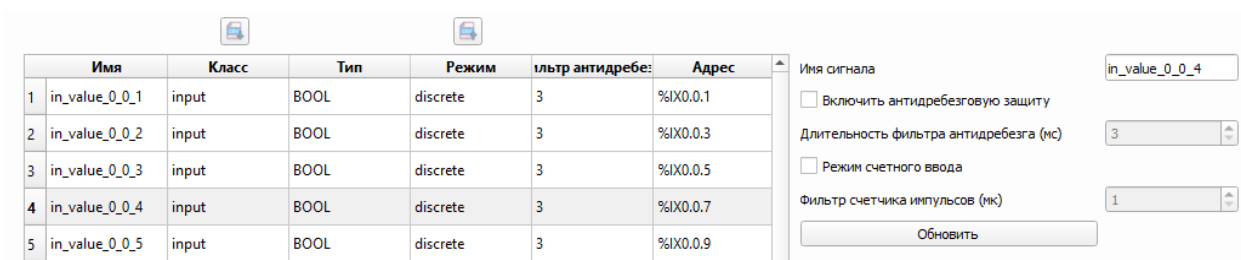 Имя Класс Тип Режим ильтр антидребез Адрес
1 in_value_0_0_1 input BOOL discrete 3 %IX0.0.1
2 in_value_0_0_2 input BOOL discrete 3 %IX0.0.3
3 in_value_0_0_3 input BOOL discrete 3 %IX0.0.5
4 in_value_0_0_4 input BOOL discrete 3 %IX0.0.7
5 in_value_0_0_5 input BOOL discrete 3 %IX0.0.9
Имя сигнала in_value_0_0_4
Включить антидребезговую защиту
Длительность фильтра антидребезга (мс) 3
Режим счетного ввода
Фильтр счетчика импульсов (мк) 1
Обновить